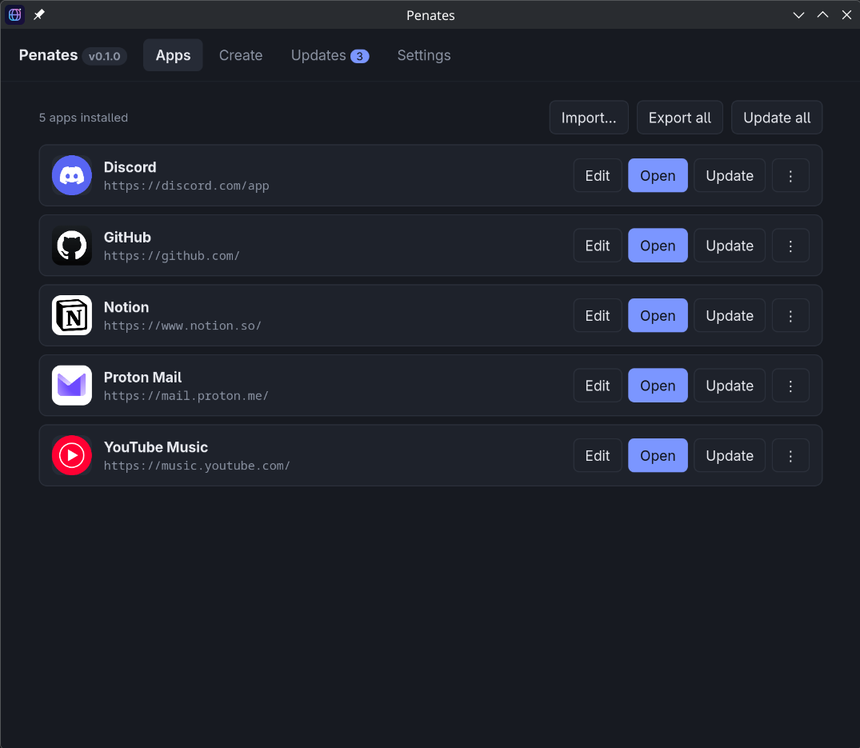 Penates
Penates v0.1.0 Apps Create Updates 3 Settings
5 apps installed Import... Export all Update all
Discord
https://discord.com/app
Edit Open Update
GitHub
https://github.com/
Edit Open Update
N
Notion
https://www.notion.so/
Edit Open Update
Proton Mail
https://mail.proton.me/
Edit Open Update
YouTube Music
https://music.youtube.com/
Edit Open Update